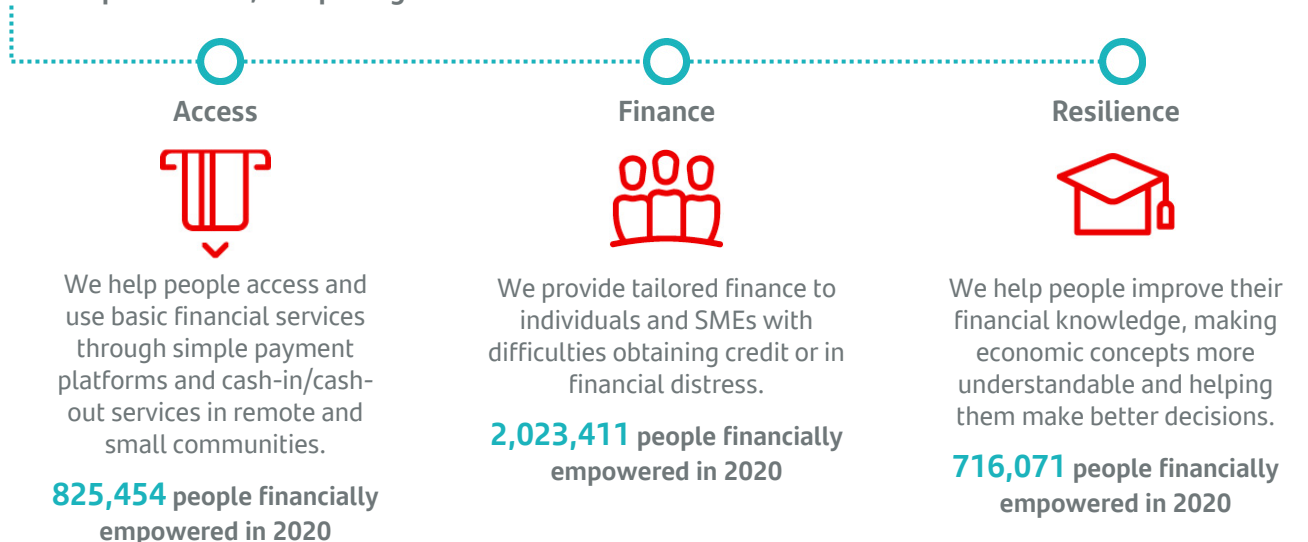 Access
We help people access and
use basic financial services
through simple payment
platforms and cash-in/cash-
out services in remote and
small communities.
825,454 people financially
empowered in 2020
Finance
We provide tailored finance to
individuals and SMEs with
difficulties obtaining credit or in
financial distress.
2,023,411 people financially
empowered in 2020
Resilience
We help people improve their
financial knowledge, making
economic concepts more
understandable and helping
them make better decisions.
716,071 people financially
empowered in 2020